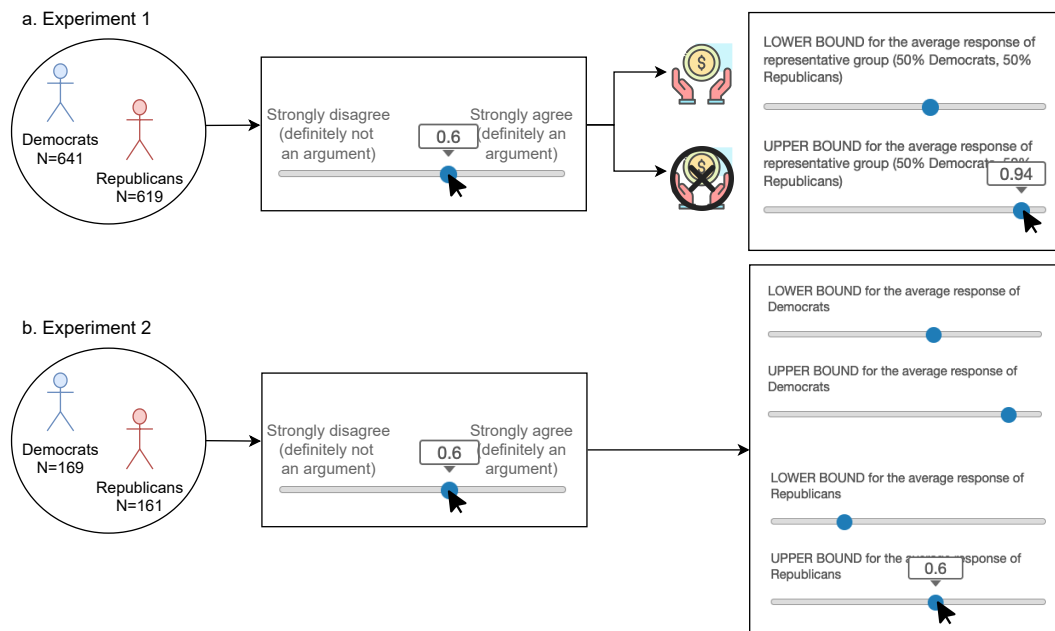 a. Experiment 1
Democrats
N=641
Republicans
N=619
Strongly disagree
(definitely not
an argument)
Strongly agree
(definitely an
argument)
0.6
$
$
LOWER BOUND for the average response of
representative group (50% Democrats, 50%
Republicans)
UPPER BOUND for the average response of
representative group (50% Democrats, 50%
Republicans)
0.94
b. Experiment 2
Democrats
N=169
Republicans
N=161
Strongly disagree
(definitely not
an argument)
Strongly agree
(definitely an
argument)
0.6
LOWER BOUND for the average response of
Democrats
UPPER BOUND for the average response of
Democrats
LOWER BOUND for the average response of
Republicans
UPPER BOUND for the average response of
Republicans
0.6